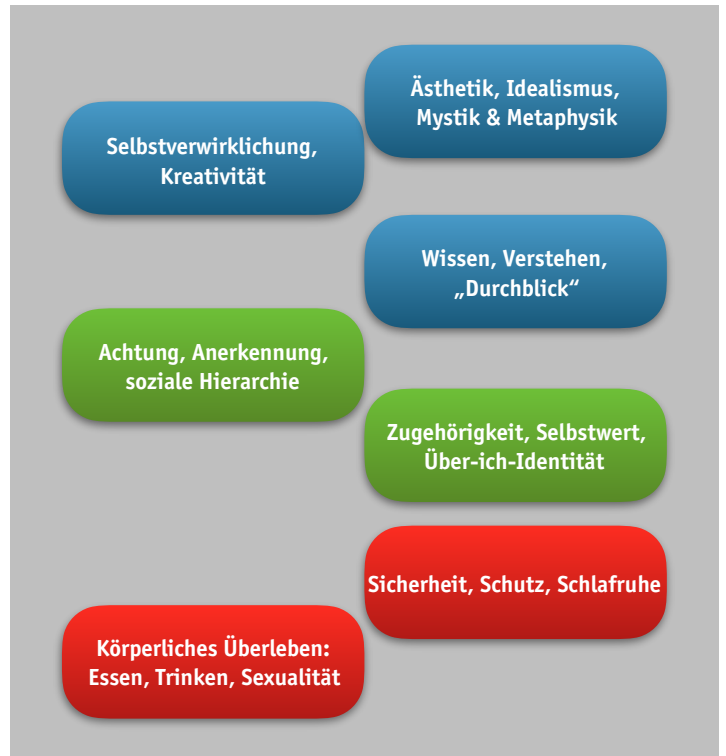 Ästhetik, Idealismus,
Mystik & Metaphysik
Selbstverwirklichung,
Kreativität
Wissen, Verstehen,
„Durchblick“
Achtung, Anerkennung,
soziale Hierarchie
Zugehörigkeit, Selbstwert,
Über-ich-Identität
Sicherheit, Schutz, Schlafruhe
Körperliches Überleben:
Essen, Trinken, Sexualität